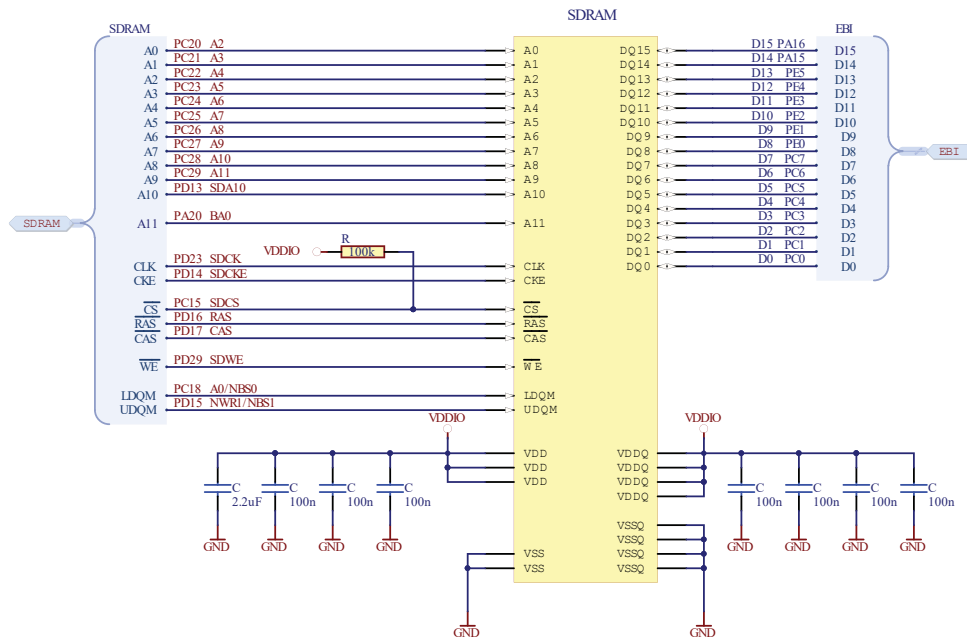 SDRAM
SDRAM EBI
A0 PC20 A2 A0 DQ15 D15 PA16 D15
A1 PC21 A3 A1 DQ14 D14 PA15 D14
A2 PC22 A4 A2 DQ13 D13 PE5 D13
A3 PC23 A5 A3 DQ12 D12 PE4 D12
A4 PC24 A6 A4 DQ11 D11 PE3 D11
A5 PC25 A7 A5 DQ10 D10 PE2 D10
A6 PC26 A8 A6 DQ9 D9 PE1 D9
A7 PC27 A9 A7 DQ8 D8 PE0 D8
EBI
A8 PC28 A10 A8 DQ7 D7 PC7 D7
A9 PC29 A11 A9 DQ6 D6 PC6 D6
A10 PD13 SDA10 A10 DQ5 D5 PC5 D5
DQ4 D4 PC4 D4
SDRAM
A11 PA20 BA0 A11 DQ3 D3 PC3 D3
DQ2 D2 PC2 D2
R
VDDIO 100k DQ1 D1 PC1 D1
CLK PD23 SDCK CLK DQ0 D0 PC0 D0
CKE PD14 SDCKE CKE
CS PC15 SDCS CS
RAS PD16 RAS RAS
CAS PD17 CAS CAS
WE PD29 SDWE WE
LDQM PC18 A0/NBS0 LDQM
UDQM PD15 NWR1/NBS1 UDQM
VDDIO VDDIO
VDD VDDQ
VDD VDDQ
VDD VDDQ
VDDQ
C C C C C C C C
2.2uF 100n 100n 100n 100n 100n 100n 100n
VSSQ
VSSQ
GND GND GND GND GND GND GND GND
VSS VSSQ
VSS VSSQ
GND GND